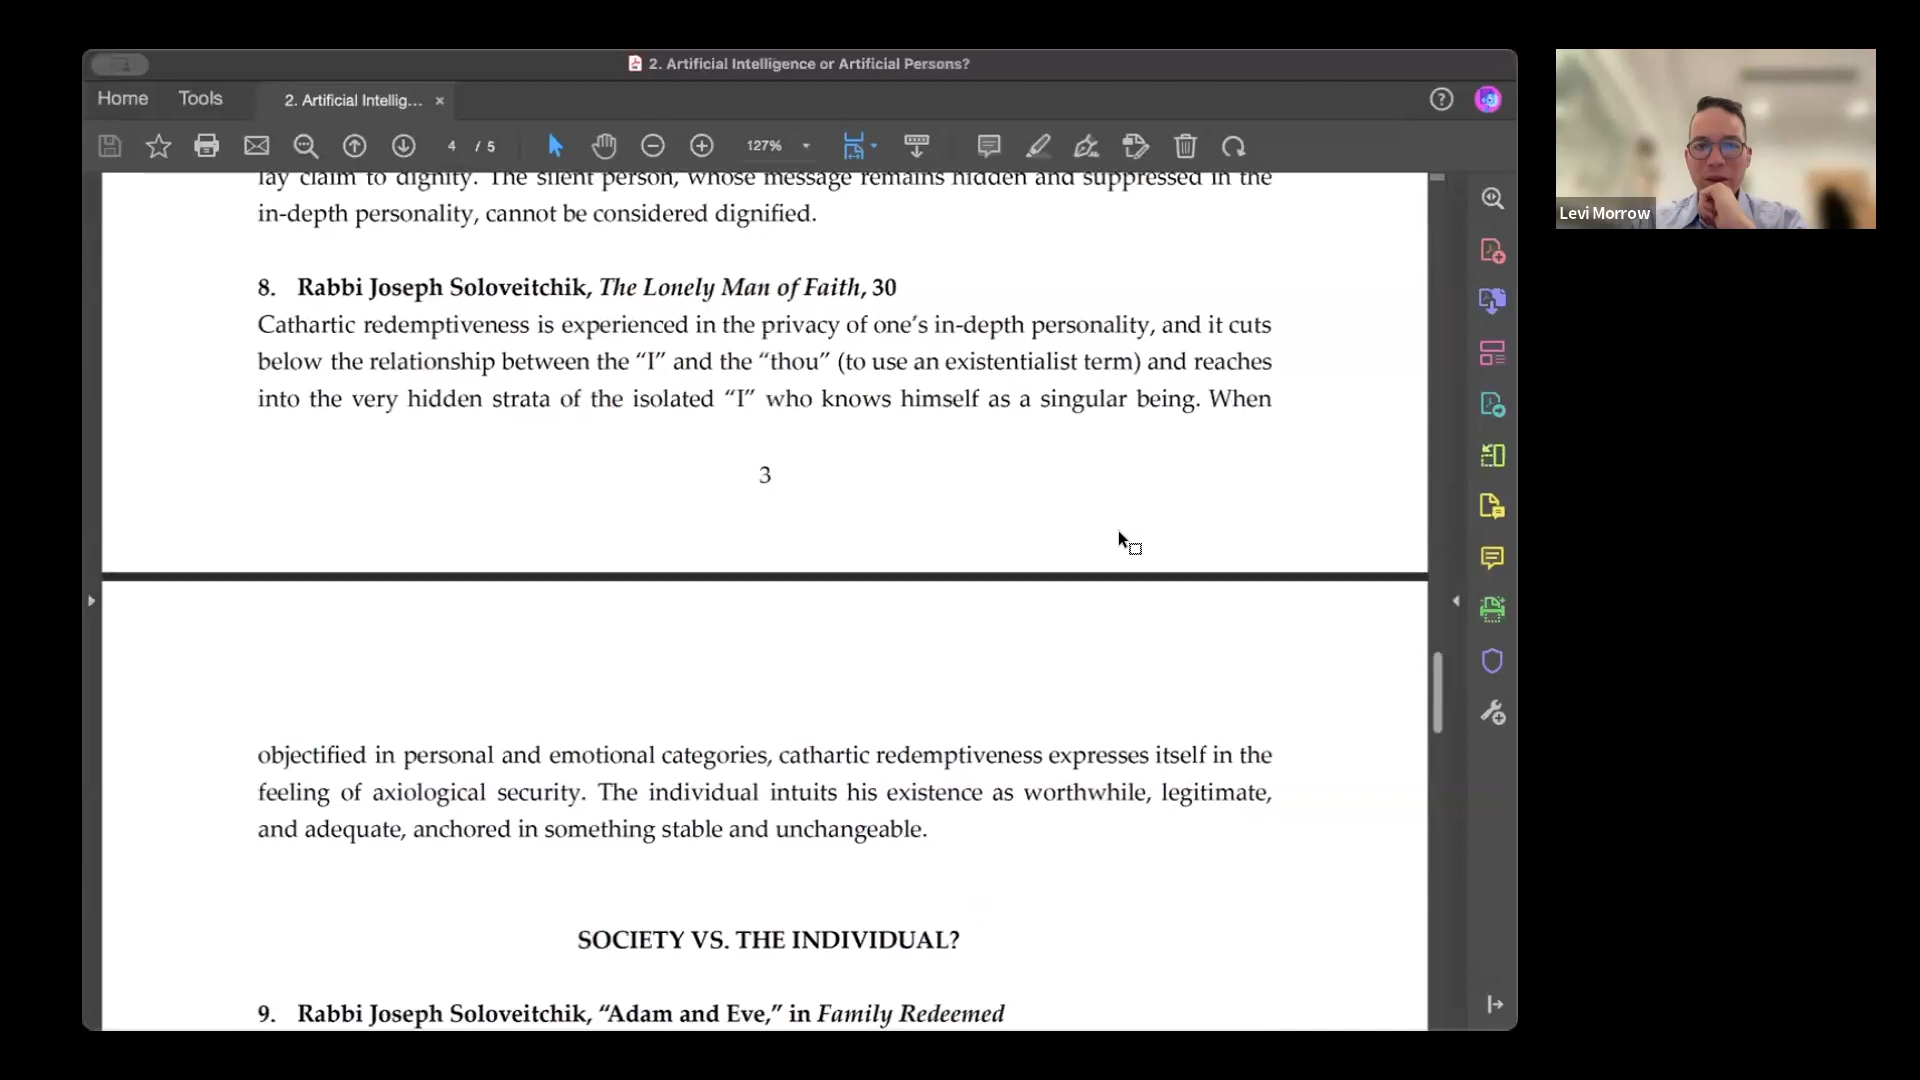 2. Artificial Intelligence or Artificial Persons?
Home Tools 2. Artificial Intellig... ×
4 / 5 127%
lay claim to dignity. The silent person, whose message remains hidden and suppressed in the
in-depth personality, cannot be considered dignified.
8. Rabbi Joseph Soloveitchik, The Lonely Man of Faith, 30
Cathartic redemptiveness is experienced in the privacy of one’s in-depth personality, and it cuts
below the relationship between the “I” and the “thou” (to use an existentialist term) and reaches
into the very hidden strata of the isolated “I” who knows himself as a singular being. When
3
objectified in personal and emotional categories, cathartic redemptiveness expresses itself in the
feeling of axiological security. The individual intuits his existence as worthwhile, legitimate,
and adequate, anchored in something stable and unchangeable.
SOCIETY VS. THE INDIVIDUAL?
9. Rabbi Joseph Soloveitchik, “Adam and Eve,” in Family Redeemed
Levi Morrow